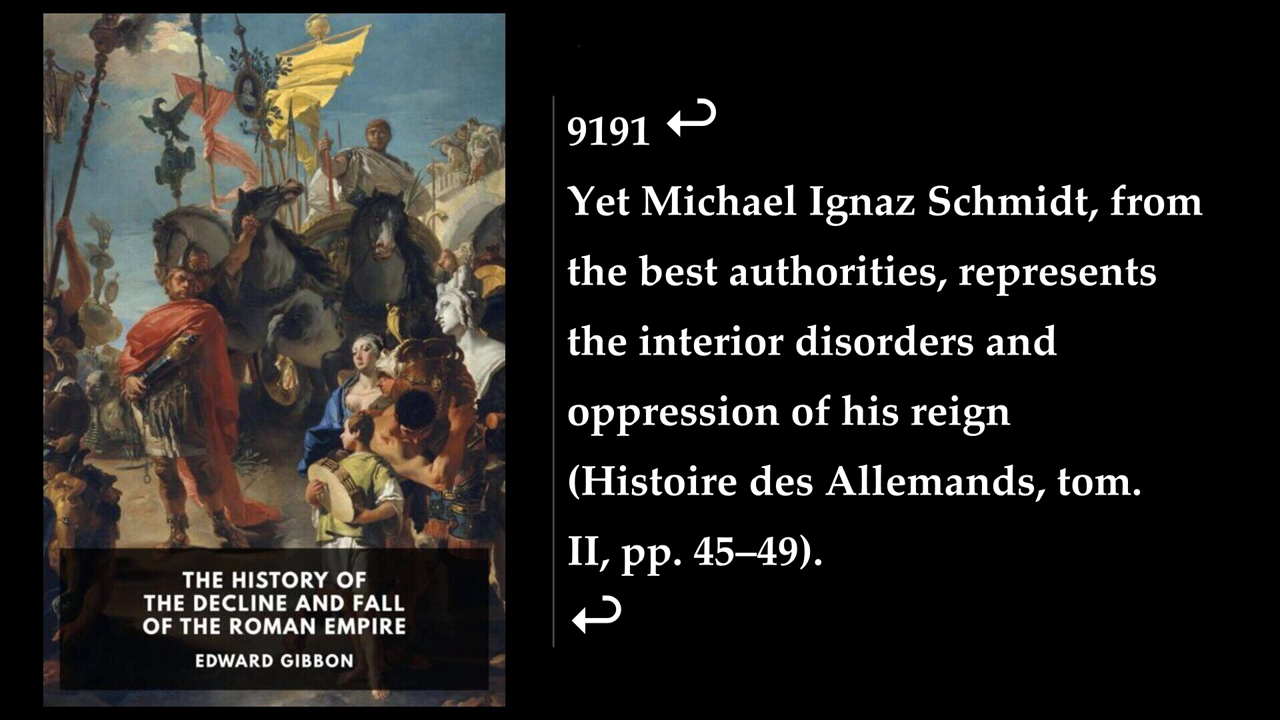 THE HISTORY OF
THE DECLINE AND FALL
OF THE ROMAN EMPIRE
EDWARD GIBBON
9191 ↩
Yet Michael Ignaz Schmidt, from
the best authorities, represents
the interior disorders and
oppression of his reign
(Histoire des Allemands, tom.
II, pp. 45–49).
↩